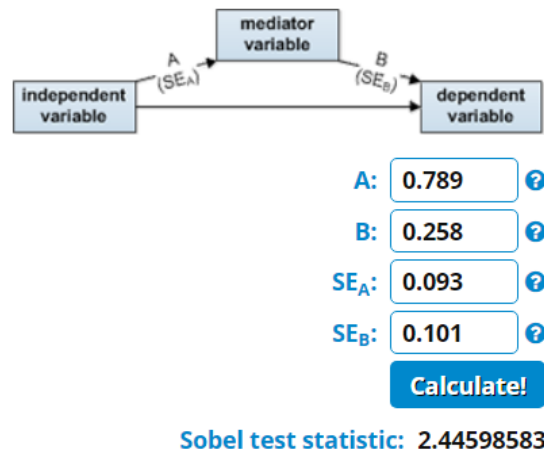 mediator
variable
A
(SEA)
B
(SEB)
independent
variable
dependent
variable
A: 0.789 ?
B: 0.258 ?
SEA: 0.093 ?
SEB: 0.101 ?
Calculate!
Sobel test statistic: 2.44598583